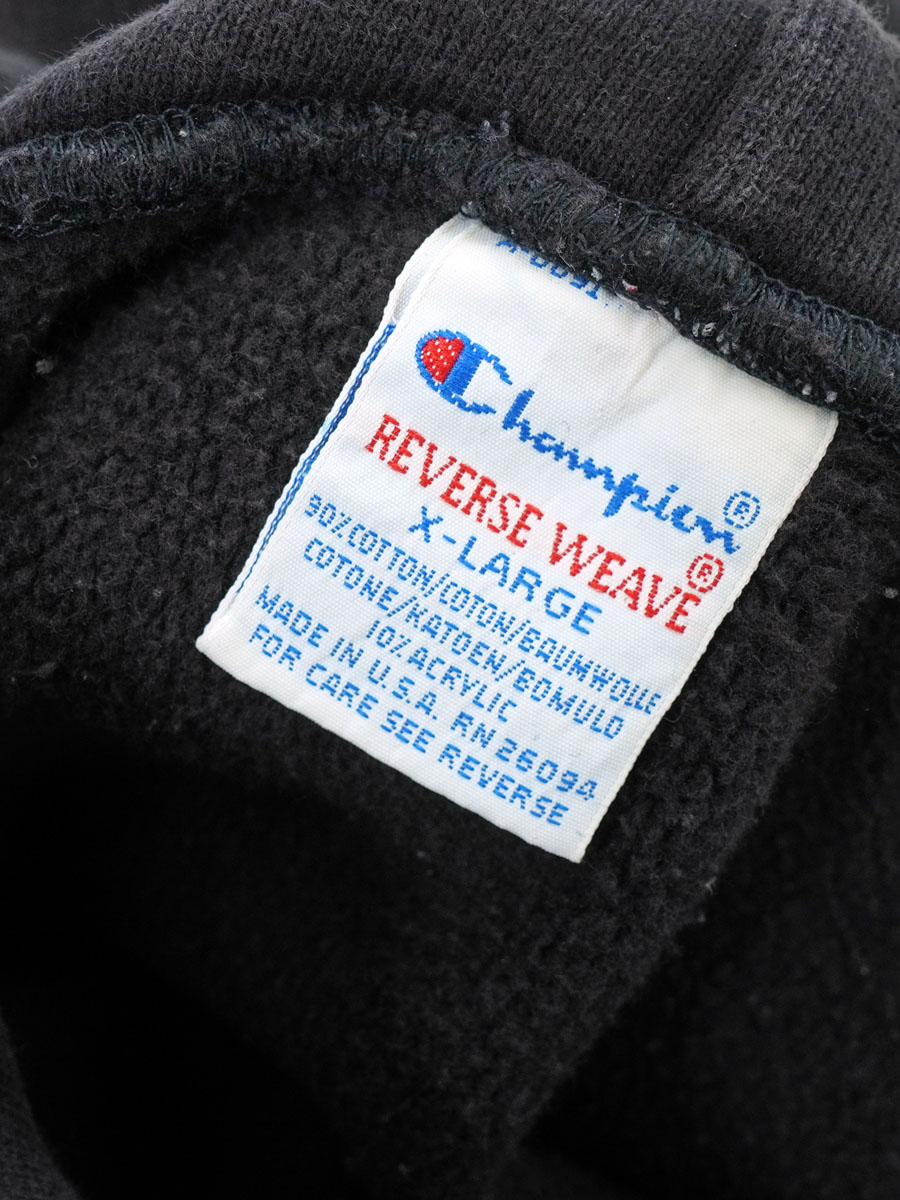 Champion®
REVERSE WEAVE®
X-LARGE
90%COTTON/COTON/BAUMWOLLE
COTONE/KATOEN/BOMULD
10%ACRYLIC
MADE IN U.S.A. RN 26094
FOR CARE SEE REVERSE